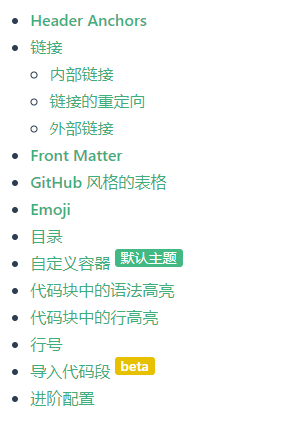 Header Anchors
链接
内部链接
链接的重定向
外部链接
Front Matter
GitHub 风格的表格
Emoji
目录
自定义容器 默认主题
代码块中的语法高亮
代码块中的行高亮
行号
导入代码段 beta
进阶配置